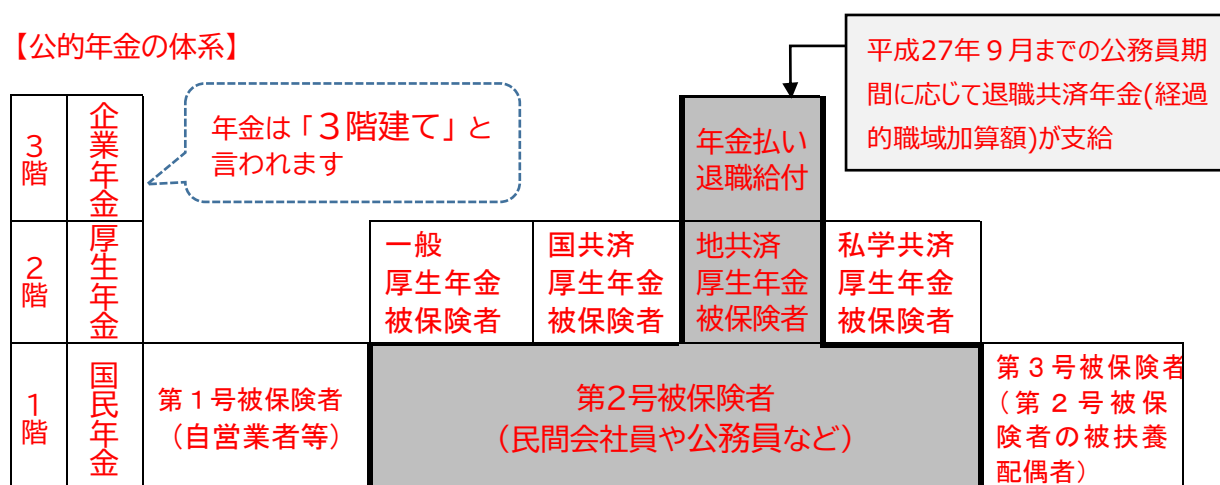 【公的年金の体系】
平成27年９月までの公務員期
間に応じて退職共済年金(経過
的職域加算額)が支給
年金は「３階建て」と
言われます
3
階
企業年金
年金払い
退職給付
2
階
厚生年金
一般
厚生年金
被保険者
国共済
厚生年金
被保険者
地共済
厚生年金
被保険者
私学共済
厚生年金
被保険者
1
階
国民年金
第１号被保険者
（自営業者等）
第2号被保険者
（民間会社員や公務員など）
第３号被保険者
（第２号被保
険者の被扶養
配偶者）